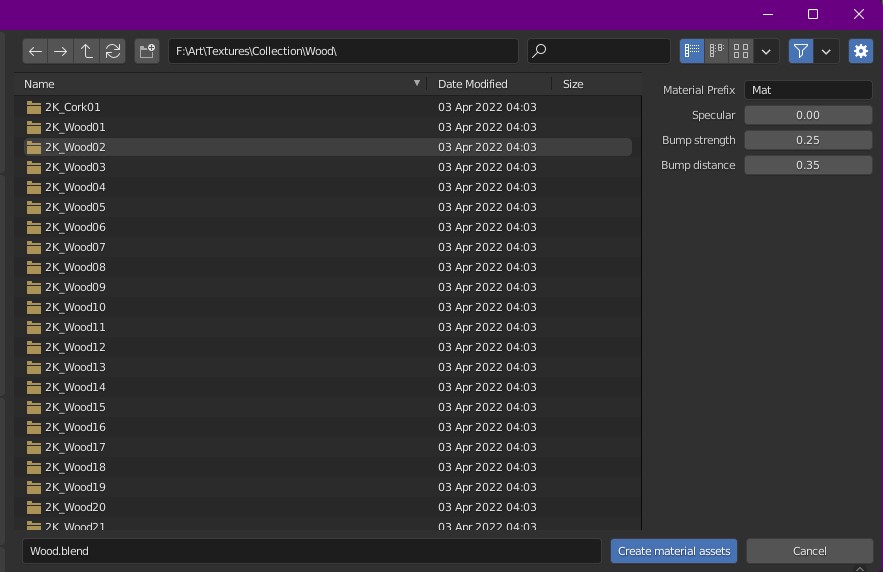 F:\Art\Textures\Collection\Wood\
Name Date Modified Size
2K_Cork01 03 Apr 2022 04:03
2K_Wood01 03 Apr 2022 04:03
2K_Wood02 03 Apr 2022 04:03
2K_Wood03 03 Apr 2022 04:03
2K_Wood04 03 Apr 2022 04:03
2K_Wood05 03 Apr 2022 04:03
2K_Wood06 03 Apr 2022 04:03
2K_Wood07 03 Apr 2022 04:03
2K_Wood08 03 Apr 2022 04:03
2K_Wood09 03 Apr 2022 04:03
2K_Wood10 03 Apr 2022 04:03
2K_Wood11 03 Apr 2022 04:03
2K_Wood12 03 Apr 2022 04:03
2K_Wood13 03 Apr 2022 04:03
2K_Wood14 03 Apr 2022 04:03
2K_Wood15 03 Apr 2022 04:03
2K_Wood16 03 Apr 2022 04:03
2K_Wood17 03 Apr 2022 04:03
2K_Wood18 03 Apr 2022 04:03
2K_Wood19 03 Apr 2022 04:03
2K_Wood20 03 Apr 2022 04:03
2K_Wood21 03 Apr 2022 04:03
Material Prefix Mat
Specular 0.00
Bump strength 0.25
Bump distance 0.35
Wood.blend
Create material assets
Cancel